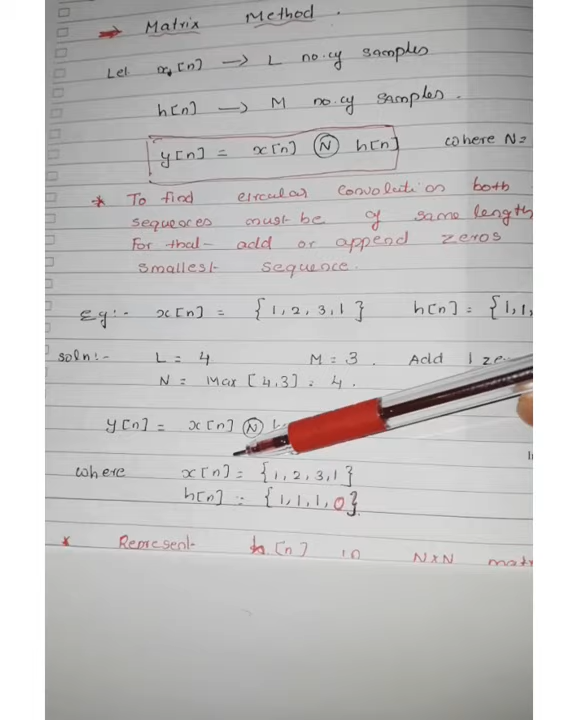 → Matrix Method.
Let x[n] → L no.of samples
h[n] → M no.of samples.
y[n] = x[n] Ⓝ h[n] where N=
* To find circular convolution both
sequences must be of same length
For that add or append zeros
smallest sequence.
Eg:- x[n] = {1, 2, 3, 1} h[n] = {1, 1,
soln:- L = 4 M = 3. Add 1 ze
N = Max [4,3] = 4.
y[n] = x[n] Ⓝ
where x[n] = {1, 2, 3, 1}
h[n] = {1, 1, 1, 0}
* Represent h[n] in NxN matr